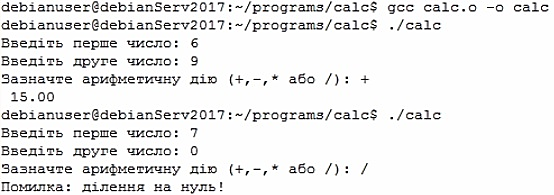 debianuser@debianServ2017:~/programs/calc$ gcc calc.o -o calc
debianuser@debianServ2017:~/programs/calc$ ./calc
Введіть перше число: 6
Введіть друге число: 9
Зазначте арифметичну дію (+,-,* або /): +
15.00
debianuser@debianServ2017:~/programs/calc$ ./calc
Введіть перше число: 7
Введіть друге число: 0
Зазначте арифметичну дію (+,-,* або /): /
Помилка: ділення на нуль!